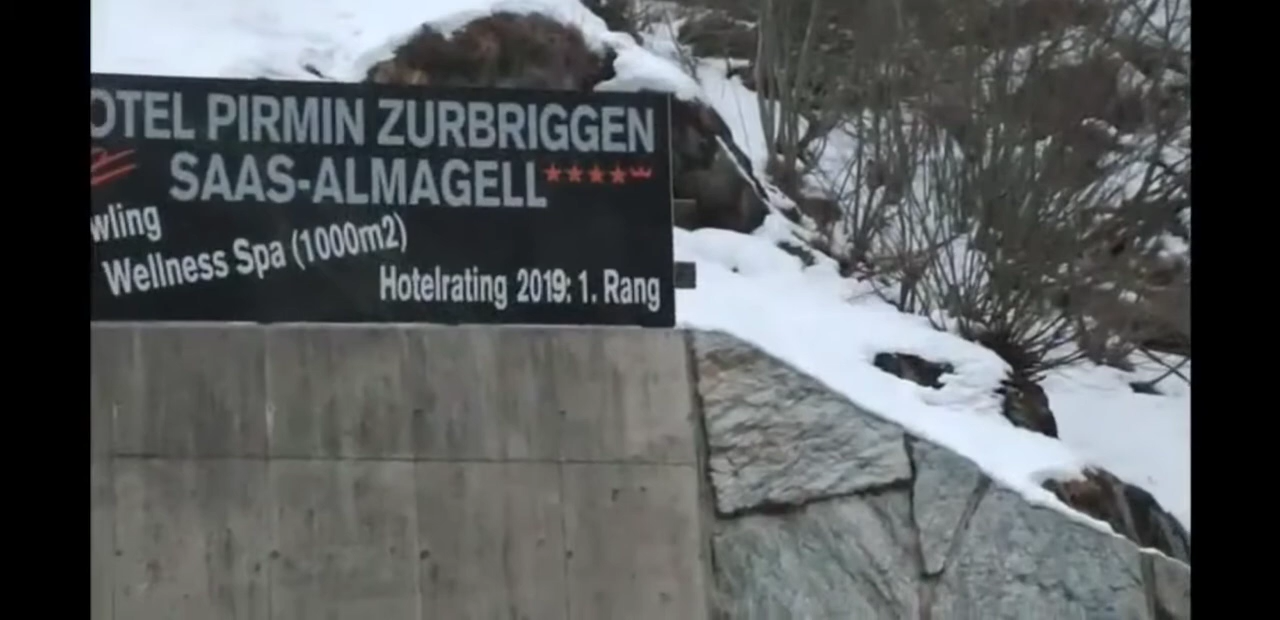 OTEL PIRMIN ZURBRIGGEN
SAAS-ALMAGELL
wling
Wellness Spa (1000m2)
Hotelrating 2019: 1. Rang